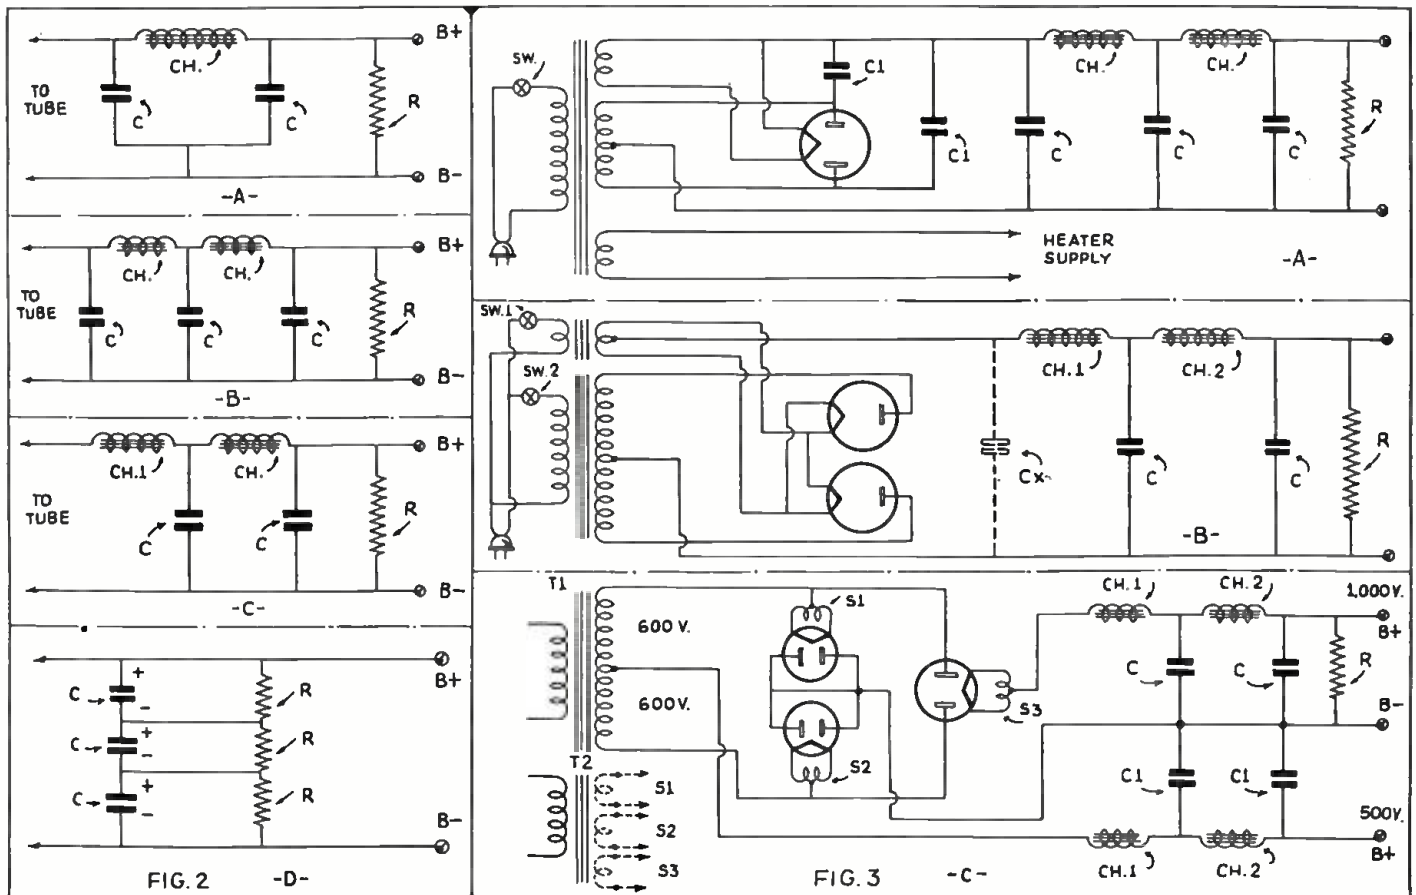 B+
CH.
TO
TUBE
C
C
R
B-
-A-
B+
CH.
CH.
TO
TUBE
C
C
C
R
B-
-B-
B+
CH.1
CH.
TO
TUBE
C
C
R
B-
-C-
B+
C
+
-
C
+
-
C
+
-
R
R
R
B-
FIG. 2
-D-
SW.
C1
C1
CH.
CH.
C
C
C
R
HEATER
SUPPLY
-A-
SW.1
SW.2
CH.1
CH.2
Cx
C
C
R
-B-
T1
600 V.
600 V.
S1
S2
S3
CH.1
CH.2
1,000V.
B+
C
C
R
B-
C1
C1
500V.
B+
CH.1
CH.2
T2
S1
S2
S3
FIG. 3
-C-